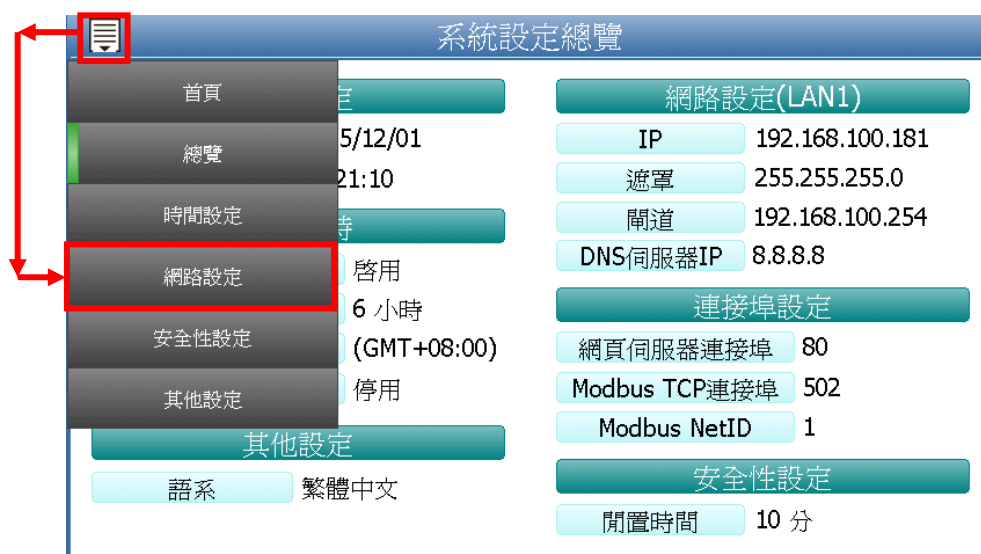 系統設定總覽
首頁
總覽
時間設定
網路設定
安全性設定
其他設定
定
5/12/01
21:10
時
啓用
6 小時
(GMT+08:00)
停用
其他設定
語系 繁體中文
網路設定(LAN1)
IP 192.168.100.181
遮罩 255.255.255.0
閘道 192.168.100.254
DNS伺服器IP 8.8.8.8
連接埠設定
網頁伺服器連接埠 80
Modbus TCP連接埠 502
Modbus NetID 1
安全性設定
閒置時間 10 分